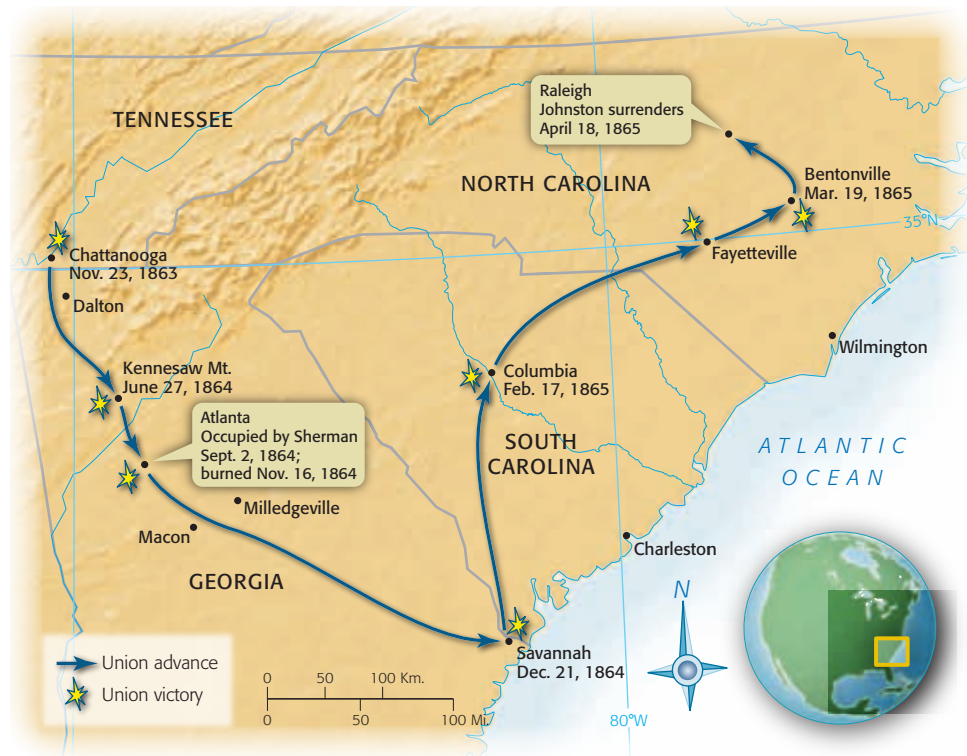 TENNESSEE
Raleigh
Johnston surrenders
April 18, 1865
NORTH CAROLINA
Bentonville
Mar. 19, 1865
35°N
Chattanooga
Nov. 23, 1863
Fayetteville
Dalton
Wilmington
Kennesaw Mt.
June 27, 1864
Columbia
Feb. 17, 1865
Atlanta
Occupied by Sherman
Sept. 2, 1864;
burned Nov. 16, 1864
SOUTH
CAROLINA
ATLANTIC
OCEAN
Milledgeville
Macon
Charleston
GEORGIA
N
Savannah
Dec. 21, 1864
Union advance
Union victory
0 50 100 Km.
0 50 100 Mi.
80°W